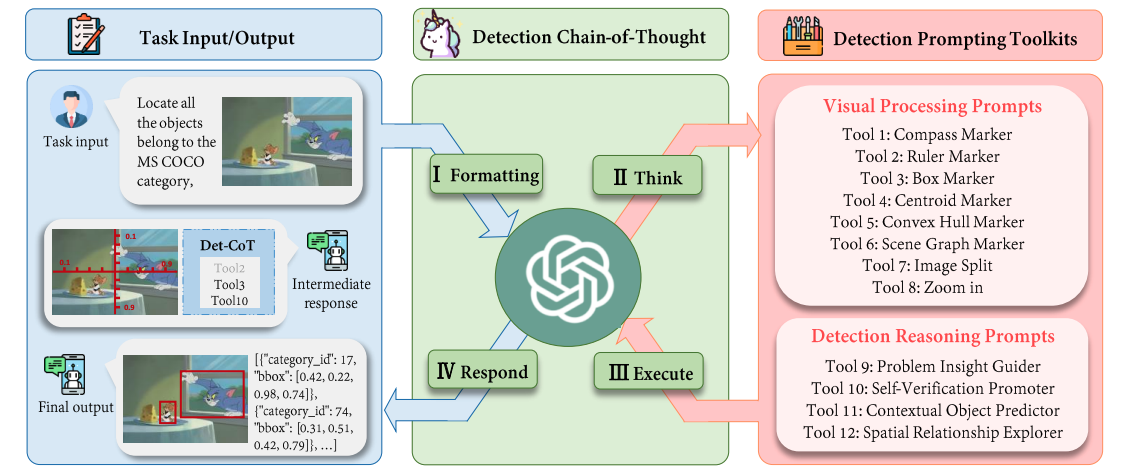 Task Input/Output
Detection Chain-of-Thought
Detection Prompting Toolkits
Task input
Locate all
the objects
belong to the
MS COCO
category,
0.1
0.1
0.9
0.9
Det-CoT
Tool2
Tool3
Tool10
Intermediate
response
Final output
[{"category_id": 17,
"bbox": [0.42, 0.22,
0.98, 0.74]},
{"category_id": 74,
"bbox": [0.31, 0.51,
0.42, 0.79]}, ...]
Ⅰ Formatting
Ⅱ Think
Ⅳ Respond
Ⅲ Execute
Visual Processing Prompts
Tool 1: Compass Marker
Tool 2: Ruler Marker
Tool 3: Box Marker
Tool 4: Centroid Marker
Tool 5: Convex Hull Marker
Tool 6: Scene Graph Marker
Tool 7: Image Split
Tool 8: Zoom in
Detection Reasoning Prompts
Tool 9: Problem Insight Guider
Tool 10: Self-Verification Promoter
Tool 11: Contextual Object Predictor
Tool 12: Spatial Relationship Explorer